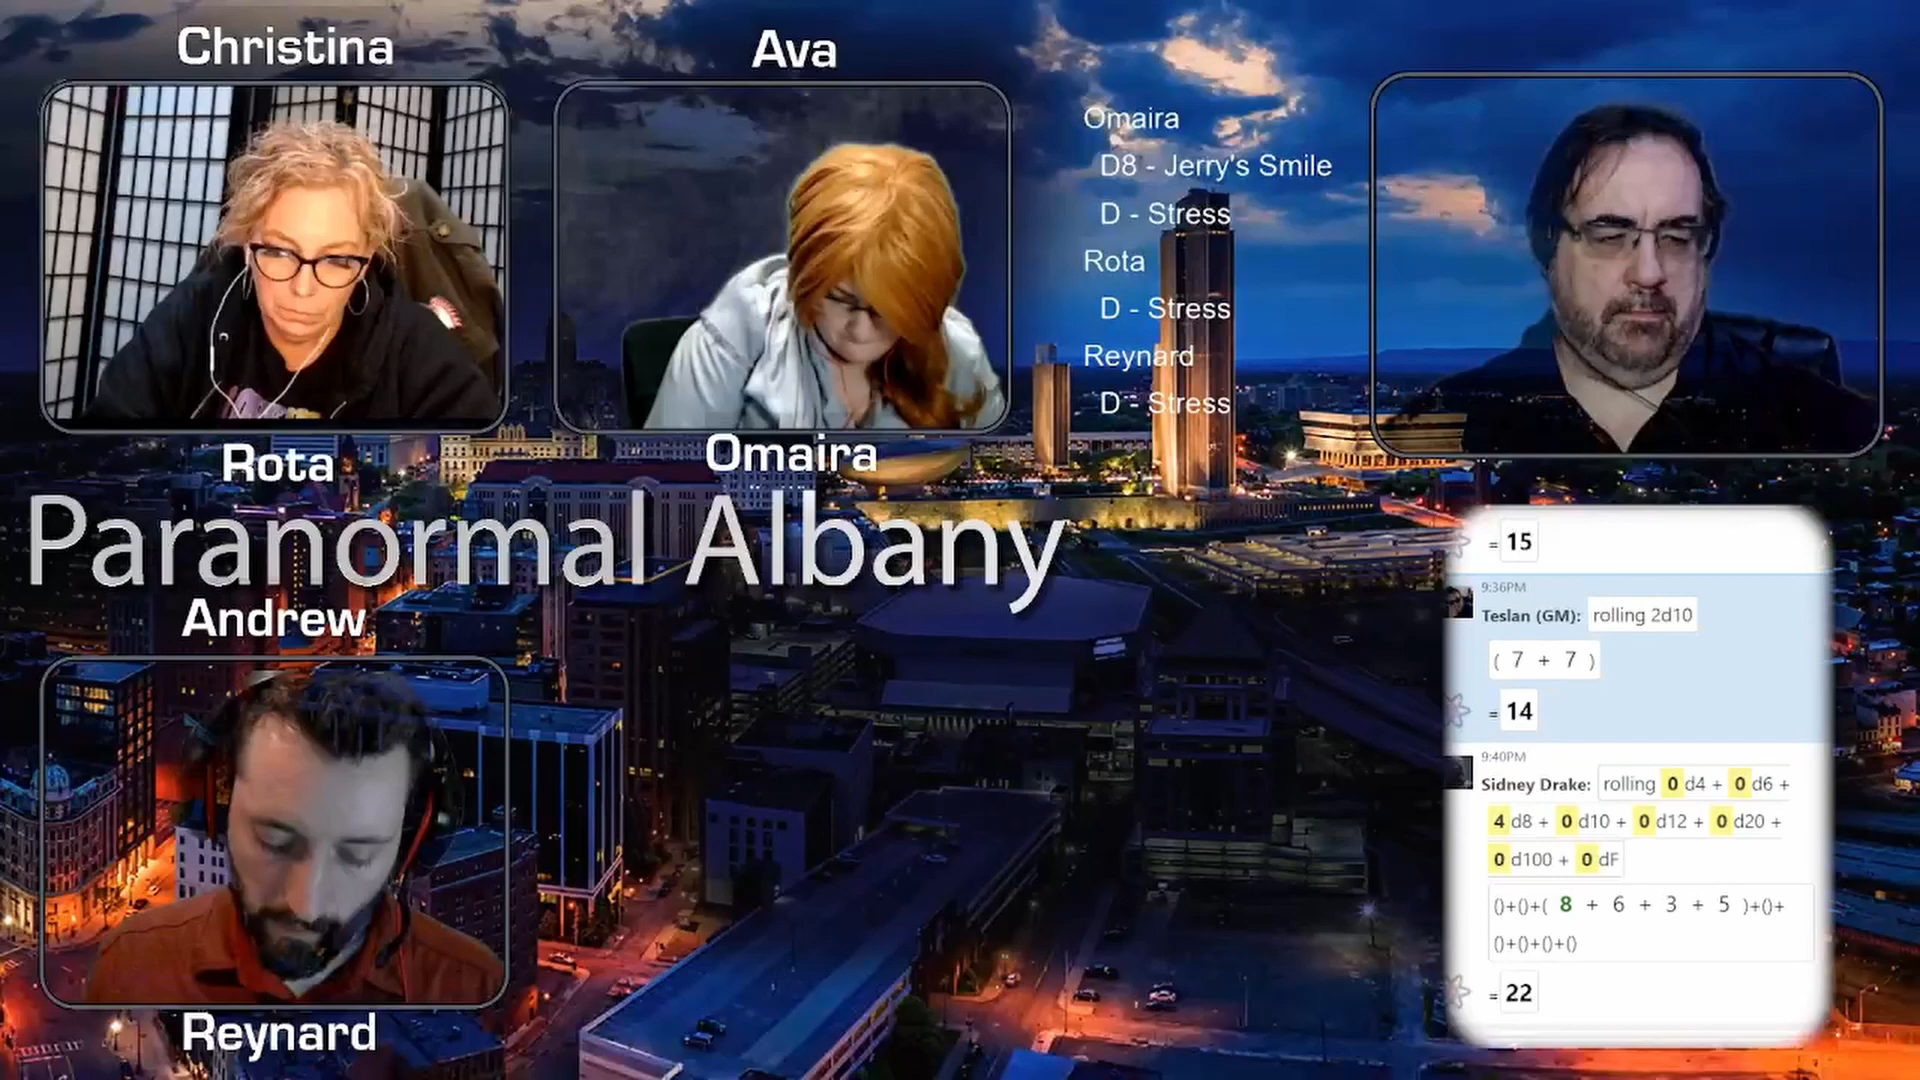 Christina
Ava
Omaira
D8 - Jerry's Smile
D - Stress
Rota
D - Stress
Reynard
D - Stress
Rota
Omaira
Paranormal Albany
Andrew
Reynard
= 15
9:36PM
Teslan (GM): rolling 2d10
( 7 + 7 )
= 14
9:40PM
Sidney Drake: rolling 0 d4 + 0 d6 +
4 d8 + 0 d10 + 0 d12 + 0 d20 +
0 d100 + 0 dF
()+()+( 8 + 6 + 3 + 5 )+()+
()+()+()+()
= 22